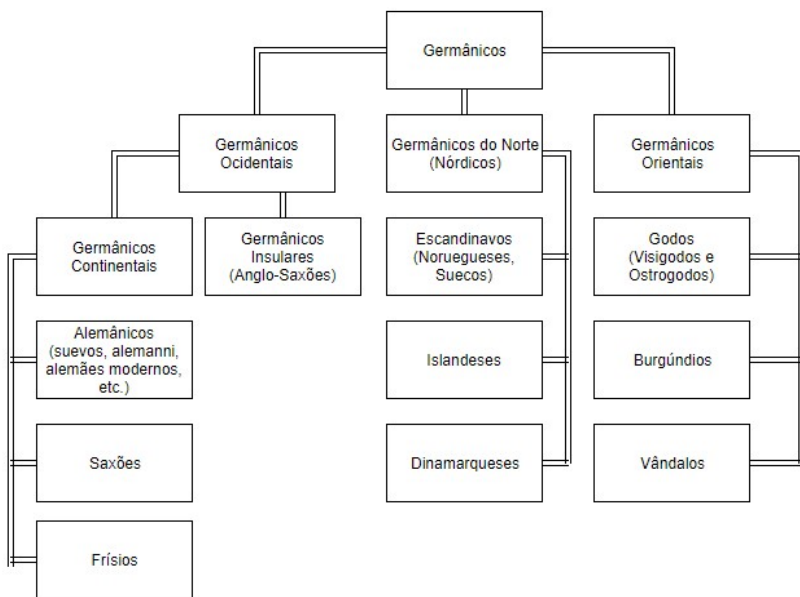 Germânicos
Germânicos
Ocidentais
Germânicos do Norte
(Nórdicos)
Germânicos
Orientais
Germânicos
Continentais
Germânicos
Insulares
(Anglo-Saxões)
Escandinavos
(Noruegueses,
Suecos)
Godos
(Visigodos e
Ostrogodos)
Alemânicos
(suevos, alemanni,
alemães modernos,
etc.)
Islandeses
Burgúndios
Saxões
Dinamarqueses
Vândalos
Frísios